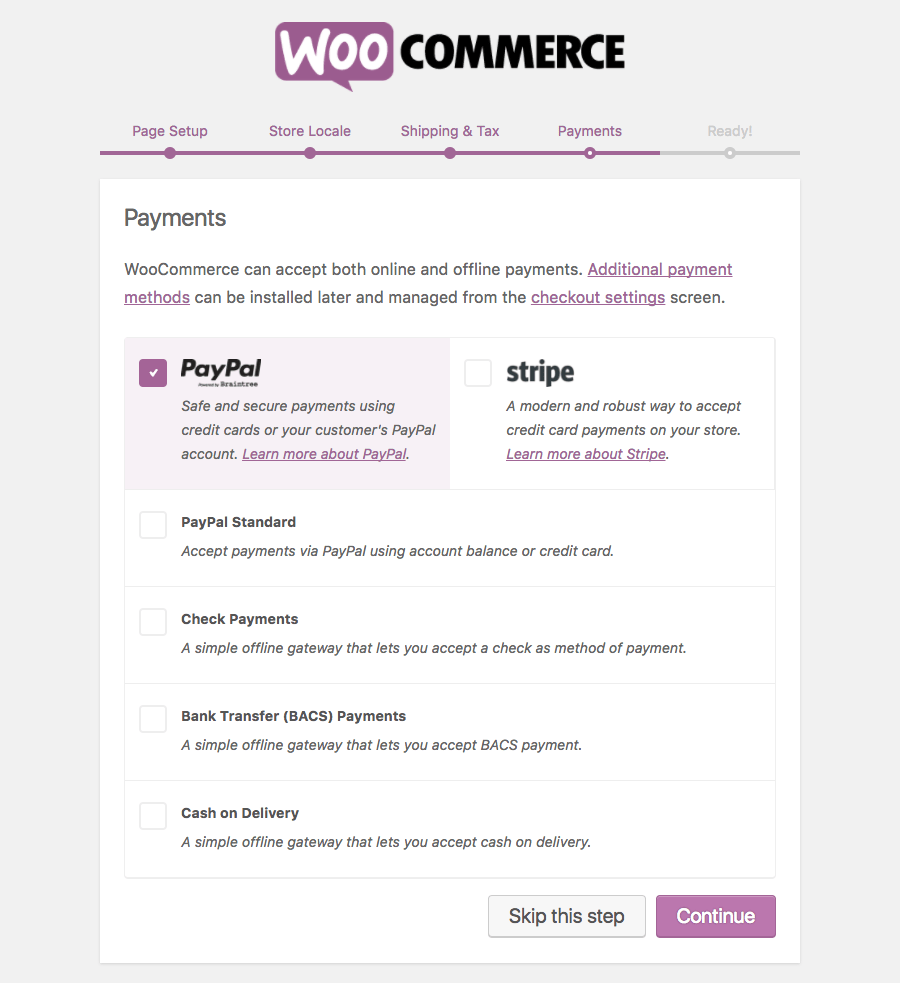 WOO COMMERCE
Page Setup
Store Locale
Shipping & Tax
Payments
Ready!
Payments
WooCommerce can accept both online and offline payments. Additional payment
methods can be installed later and managed from the checkout settings screen.
PayPal
Powered by Braintree
Safe and secure payments using
credit cards or your customer's PayPal
account. Learn more about PayPal.
stripe
A modern and robust way to accept
credit card payments on your store.
Learn more about Stripe.
PayPal Standard
Accept payments via PayPal using account balance or credit card.
Check Payments
A simple offline gateway that lets you accept a check as method of payment.
Bank Transfer (BACS) Payments
A simple offline gateway that lets you accept BACS payment.
Cash on Delivery
A simple offline gateway that lets you accept cash on delivery.
Skip this step
Continue